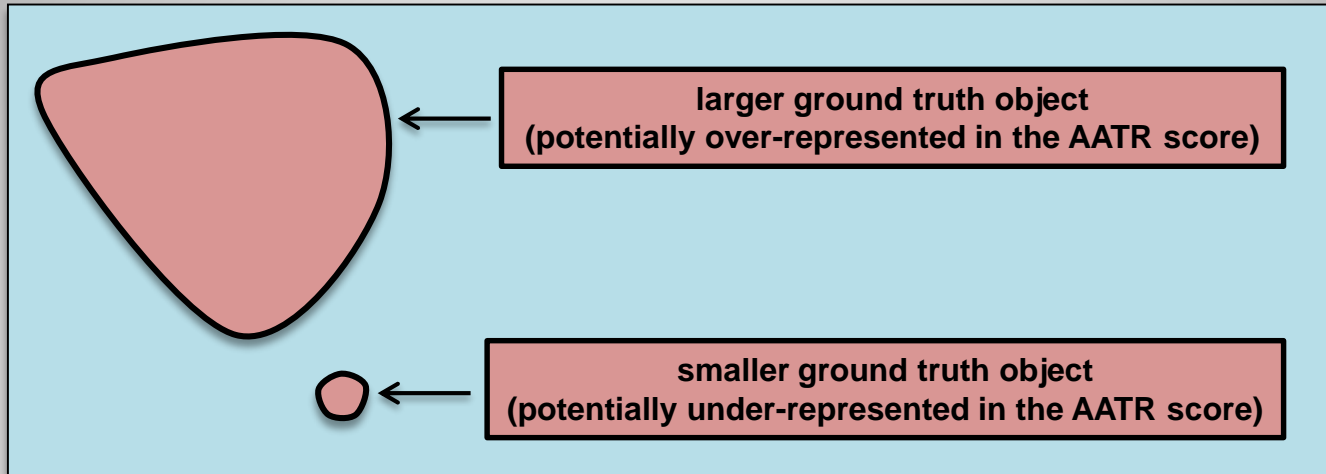 larger ground truth object
(potentially over-represented in the AATR score)
smaller ground truth object
(potentially under-represented in the AATR score)